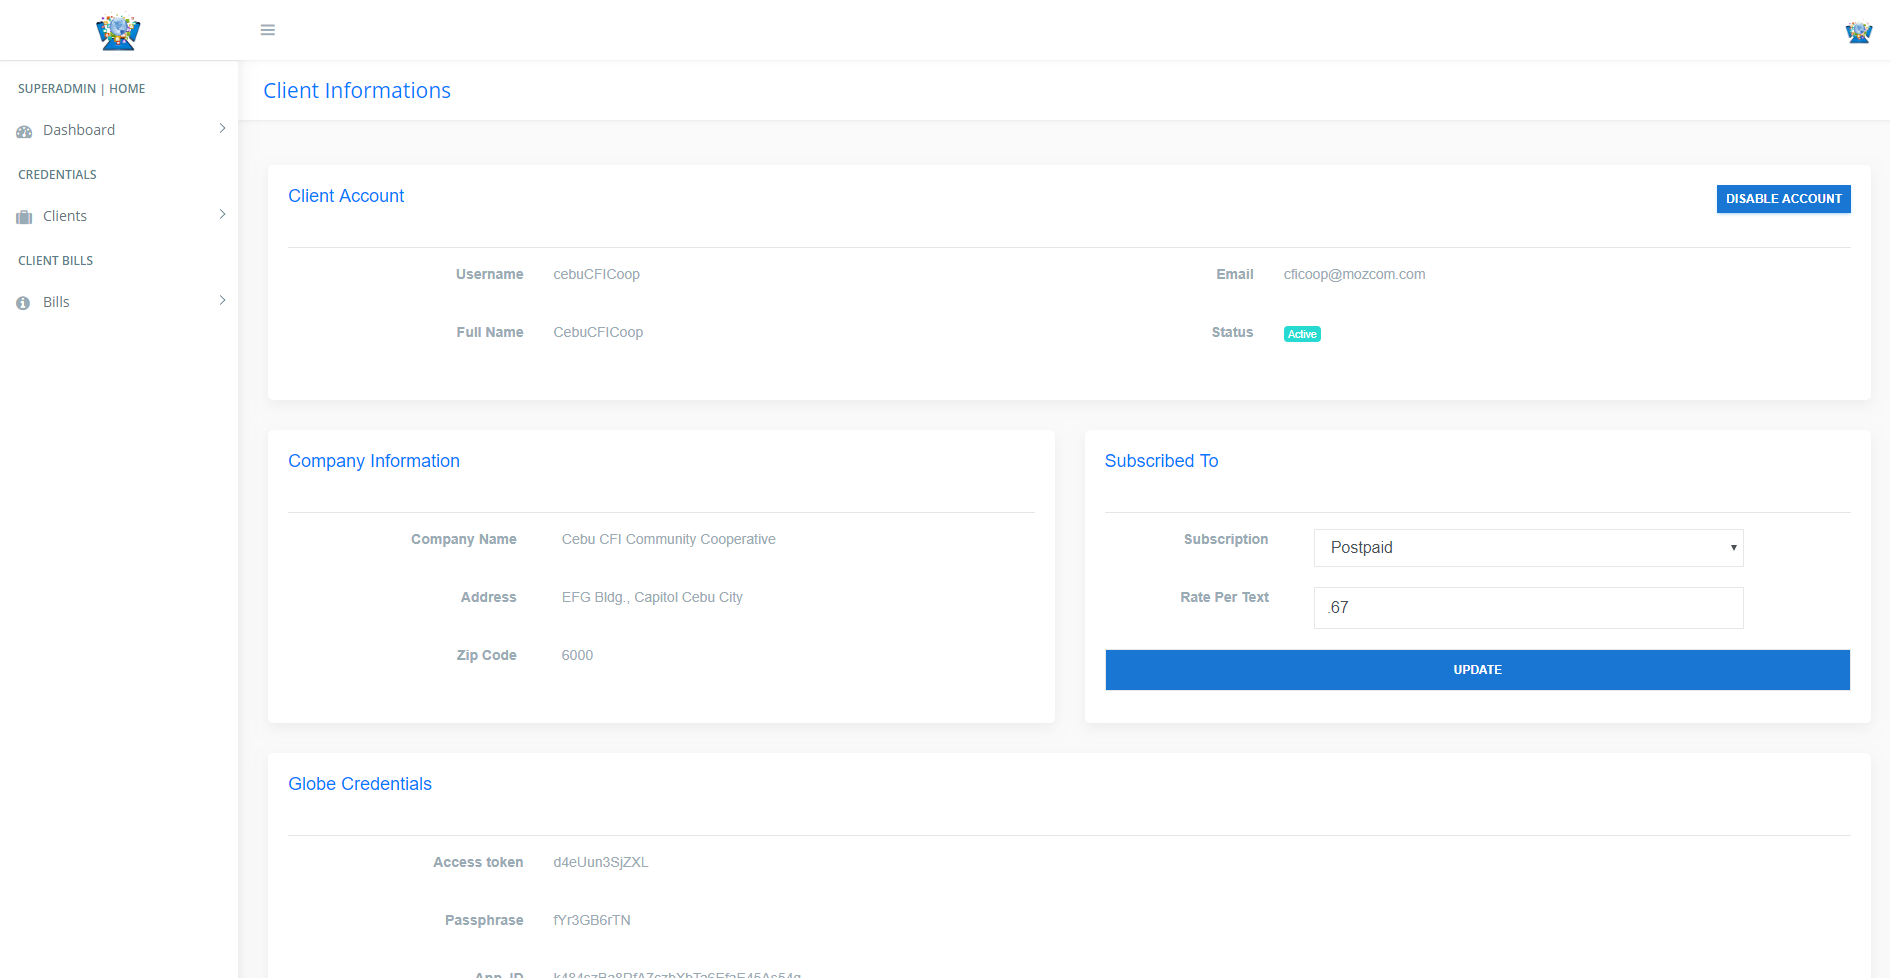 SUPERADMIN | HOME
Dashboard
CREDENTIALS
Clients
CLIENT BILLS
Bills
Client Informations
Client Account
DISABLE ACCOUNT
Username cebuCFICoop Email cficoop@mozcom.com
Full Name CebuCFICoop Status Active
Company Information
Company Name Cebu CFI Community Cooperative
Address EFG Bldg., Capitol Cebu City
Zip Code 6000
Subscribed To
Subscription Postpaid
Rate Per Text .67
UPDATE
Globe Credentials
Access token d4eUun3SjZXL
Passphrase fYr3GB6rTN
App_ID